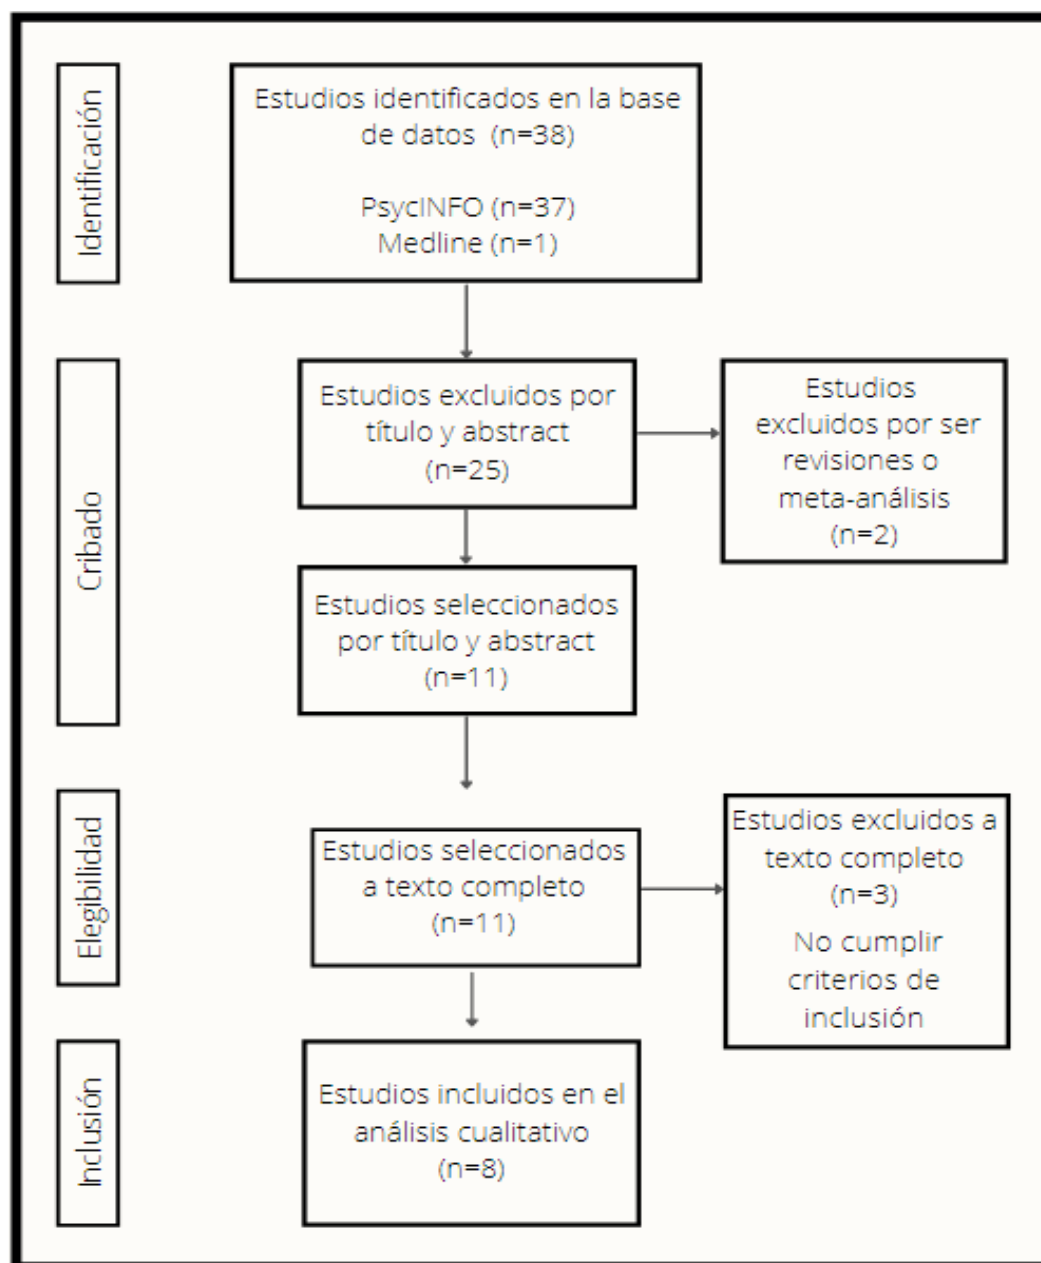 Identificación
Estudios identificados en la base
de datos (n=38)
PsycINFO (n=37)
Medline (n=1)
Cribado
Estudios excluidos por
título y abstract
(n=25)
Estudios
excluidos por ser
revisiones o
meta-análisis
(n=2)
Estudios seleccionados
por título y abstract
(n=11)
Elegibilidad
Estudios seleccionados
a texto completo
(n=11)
Estudios excluidos a
texto completo
(n=3)
No cumplir
criterios de
inclusión
Inclusión
Estudios incluidos en el
análisis cualitativo
(n=8)